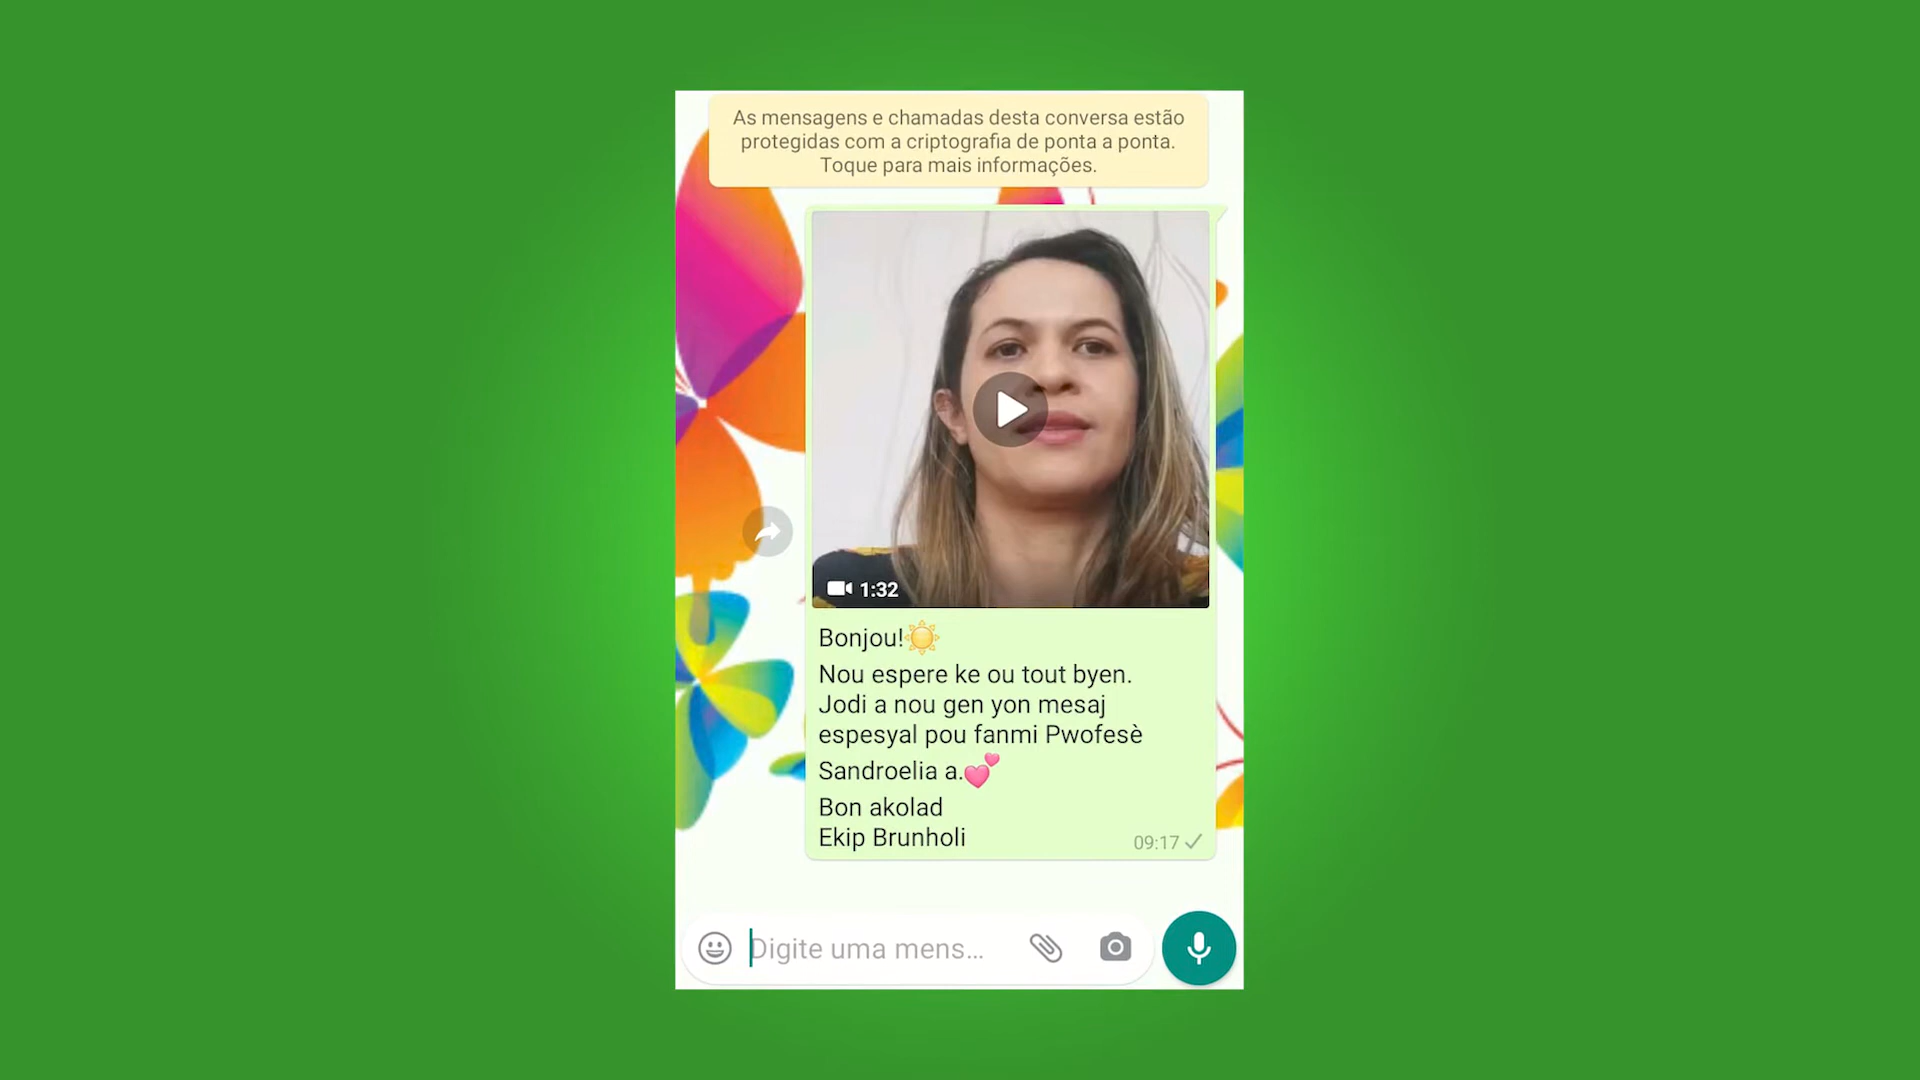 As mensagens e chamadas desta conversa estão
protegidas com a criptografia de ponta a ponta.
Toque para mais informações.
1:32
Bonjou!☀️
Nou espere ke ou tout byen.
Jodi a nou gen yon mesaj
espesyal pou fanmi Pwofesè
Sandroelia a.💕
Bon akolad
Ekip Brunholi
09:17
Digite uma mens...